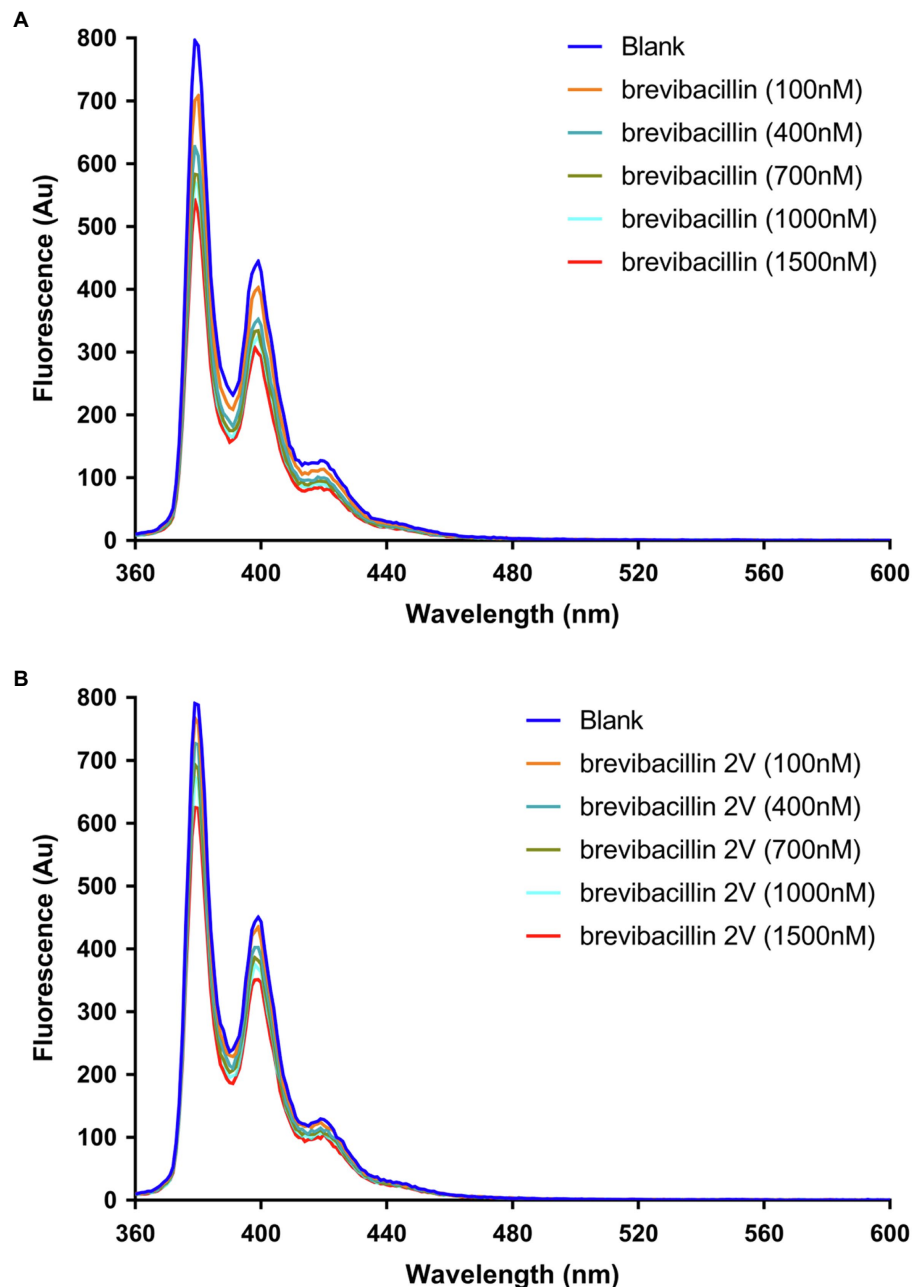 A
Fluorescence (Au)
800
700
600
500
400
300
200
100
0
Blank
brevibacillin (100nM)
brevibacillin (400nM)
brevibacillin (700nM)
brevibacillin (1000nM)
brevibacillin (1500nM)
360 400 440 480 520 560 600
Wavelength (nm)
B
Fluorescence (Au)
800
700
600
500
400
300
200
100
0
Blank
brevibacillin 2V (100nM)
brevibacillin 2V (400nM)
brevibacillin 2V (700nM)
brevibacillin 2V (1000nM)
brevibacillin 2V (1500nM)
360 400 440 480 520 560 600
Wavelength (nm)